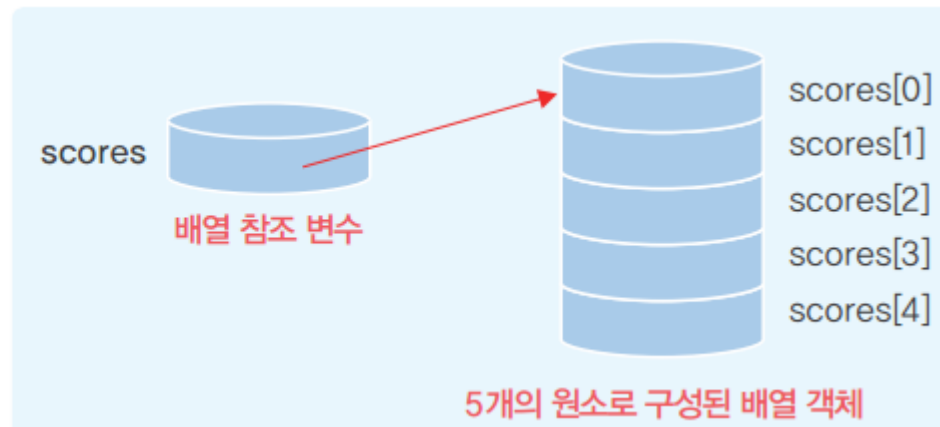 scores
배열 참조 변수
scores[0]
scores[1]
scores[2]
scores[3]
scores[4]
5개의 원소로 구성된 배열 객체